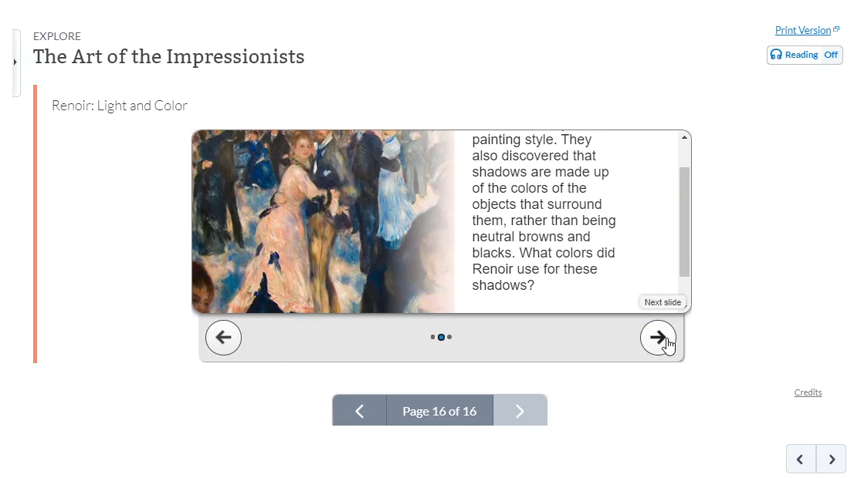 EXPLORE
The Art of the Impressionists
Print Version
Reading Off
Renoir: Light and Color
painting style. They
also discovered that
shadows are made up
of the colors of the
objects that surround
them, rather than being
neutral browns and
blacks. What colors did
Renoir use for these
shadows?
Next slide
Page 16 of 16
Credits